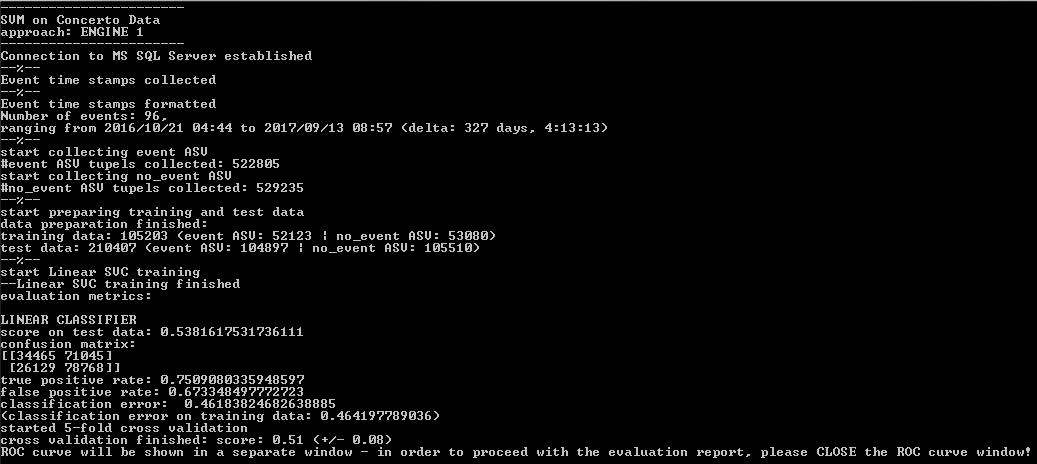 -----------------------
SVM on Concerto Data
approach: ENGINE 1
-----------------------
Connection to MS SQL Server established
--%--
Event time stamps collected
--%--
Event time stamps formatted
Number of events: 96,
ranging from 2016/10/21 04:44 to 2017/09/13 08:57 (delta: 327 days, 4:13:13)
--%--
start collecting event ASV
#event ASV tupels collected: 522805
start collecting no_event ASV
#no_event ASV tupels collected: 529235
--%--
start preparing training and test data
data preparation finished:
training data: 105203 (event ASV: 52123 | no_event ASV: 53080)
test data: 210407 (event ASV: 104897 | no_event ASV: 105510)
--%--
start Linear SVC training
--Linear SVC training finished
evaluation metrics:
LINEAR CLASSIFIER
score on test data: 0.5381617531736111
confusion matrix:
[[34465 71045]
 [26129 78768]]
true positive rate: 0.7509080335948597
false positive rate: 0.673348497772723
classification error:  0.46183824682638885
(classification error on training data: 0.464197789036)
started 5-fold cross validation
cross validation finished: score: 0.51 (+/- 0.08)
ROC curve will be shown in a separate window - in order to proceed with the evaluation report, please CLOSE the ROC curve window!